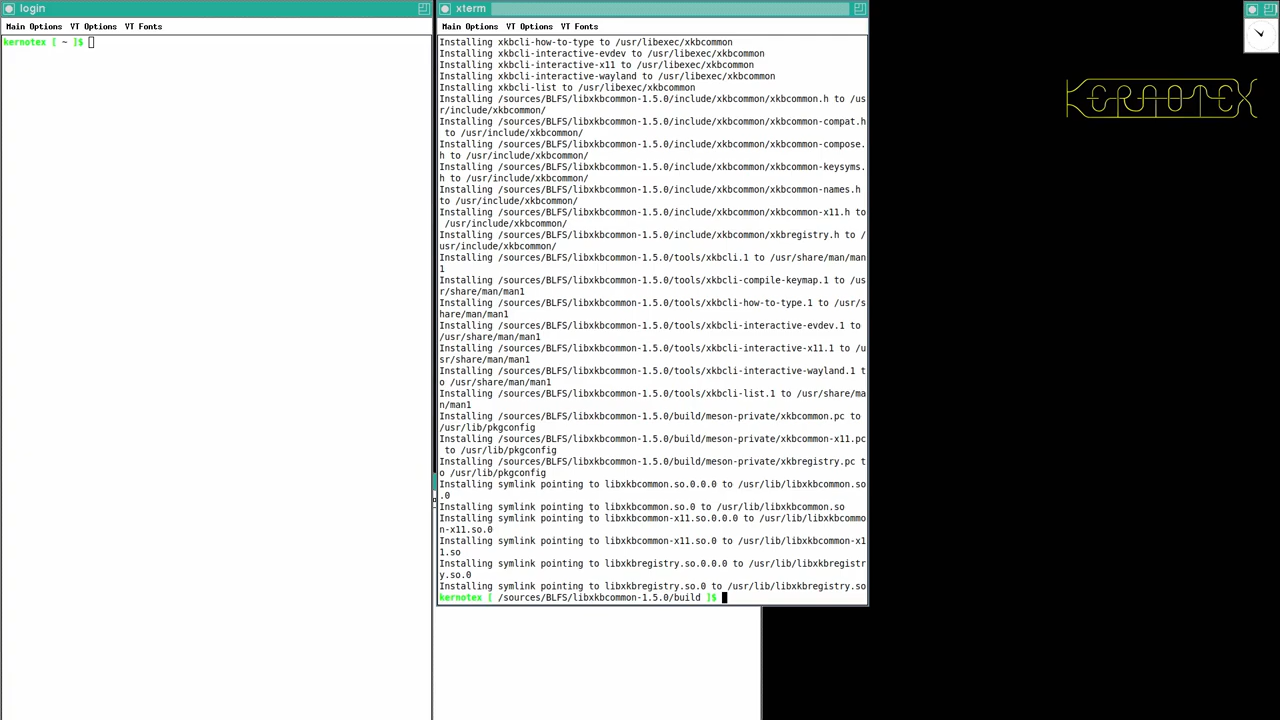 login
Main Options VT Options VT Fonts
kernotex [ ~ ]$
xterm
Main Options VT Options VT Fonts
Installing xkbcli-how-to-type to /usr/libexec/xkbcommon
Installing xkbcli-interactive-evdev to /usr/libexec/xkbcommon
Installing xkbcli-interactive-x11 to /usr/libexec/xkbcommon
Installing xkbcli-interactive-wayland to /usr/libexec/xkbcommon
Installing xkbcli-list to /usr/libexec/xkbcommon
Installing /sources/BLFS/libxkbcommon-1.5.0/include/xkbcommon/xkbcommon.h to /us
r/include/xkbcommon/
Installing /sources/BLFS/libxkbcommon-1.5.0/include/xkbcommon/xkbcommon-compat.h
to /usr/include/xkbcommon/
Installing /sources/BLFS/libxkbcommon-1.5.0/include/xkbcommon/xkbcommon-compose.
h to /usr/include/xkbcommon/
Installing /sources/BLFS/libxkbcommon-1.5.0/include/xkbcommon/xkbcommon-keysyms.
h to /usr/include/xkbcommon/
Installing /sources/BLFS/libxkbcommon-1.5.0/include/xkbcommon/xkbcommon-names.h
to /usr/include/xkbcommon/
Installing /sources/BLFS/libxkbcommon-1.5.0/include/xkbcommon/xkbcommon-x11.h to
/usr/include/xkbcommon/
Installing /sources/BLFS/libxkbcommon-1.5.0/include/xkbcommon/xkbregistry.h to /
usr/include/xkbcommon/
Installing /sources/BLFS/libxkbcommon-1.5.0/tools/xkbcli.1 to /usr/share/man/man
1
Installing /sources/BLFS/libxkbcommon-1.5.0/tools/xkbcli-compile-keymap.1 to /us
r/share/man/man1
Installing /sources/BLFS/libxkbcommon-1.5.0/tools/xkbcli-how-to-type.1 to /usr/s
hare/man/man1
Installing /sources/BLFS/libxkbcommon-1.5.0/tools/xkbcli-interactive-evdev.1 to
/usr/share/man/man1
Installing /sources/BLFS/libxkbcommon-1.5.0/tools/xkbcli-interactive-x11.1 to /u
sr/share/man/man1
Installing /sources/BLFS/libxkbcommon-1.5.0/tools/xkbcli-interactive-wayland.1 t
o /usr/share/man/man1
Installing /sources/BLFS/libxkbcommon-1.5.0/tools/xkbcli-list.1 to /usr/share/ma
n/man1
Installing /sources/BLFS/libxkbcommon-1.5.0/build/meson-private/xkbcommon.pc to
/usr/lib/pkgconfig
Installing /sources/BLFS/libxkbcommon-1.5.0/build/meson-private/xkbcommon-x11.pc
to /usr/lib/pkgconfig
Installing /sources/BLFS/libxkbcommon-1.5.0/build/meson-private/xkbregistry.pc t
o /usr/lib/pkgconfig
Installing symlink pointing to libxkbcommon.so.0.0.0 to /usr/lib/libxkbcommon.so
.0
Installing symlink pointing to libxkbcommon.so.0 to /usr/lib/libxkbcommon.so
Installing symlink pointing to libxkbcommon-x11.so.0.0.0 to /usr/lib/libxkbcommo
n-x11.so.0
Installing symlink pointing to libxkbcommon-x11.so.0 to /usr/lib/libxkbcommon-x1
1.so
Installing symlink pointing to libxkbregistry.so.0.0.0 to /usr/lib/libxkbregistr
y.so.0
Installing symlink pointing to libxkbregistry.so.0 to /usr/lib/libxkbregistry.so
kernotex [ /sources/BLFS/libxkbcommon-1.5.0/build ]$
KERNOTEX